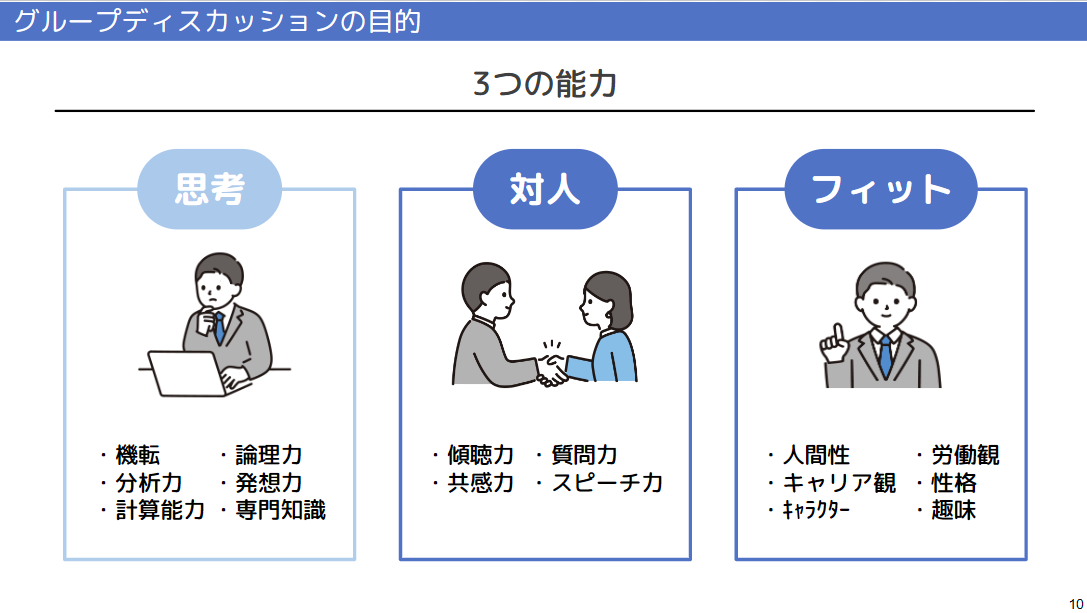 グループディスカッションの目的
3つの能力
思考
・機転 ・論理力
・分析力 ・発想力
・計算能力 ・専門知識
対人
・傾聴力 ・質問力
・共感力 ・スピーチ力
フィット
・人間性 ・労働観
・キャリア観 ・性格
・ｷｬﾗｸﾀｰ ・趣味
10